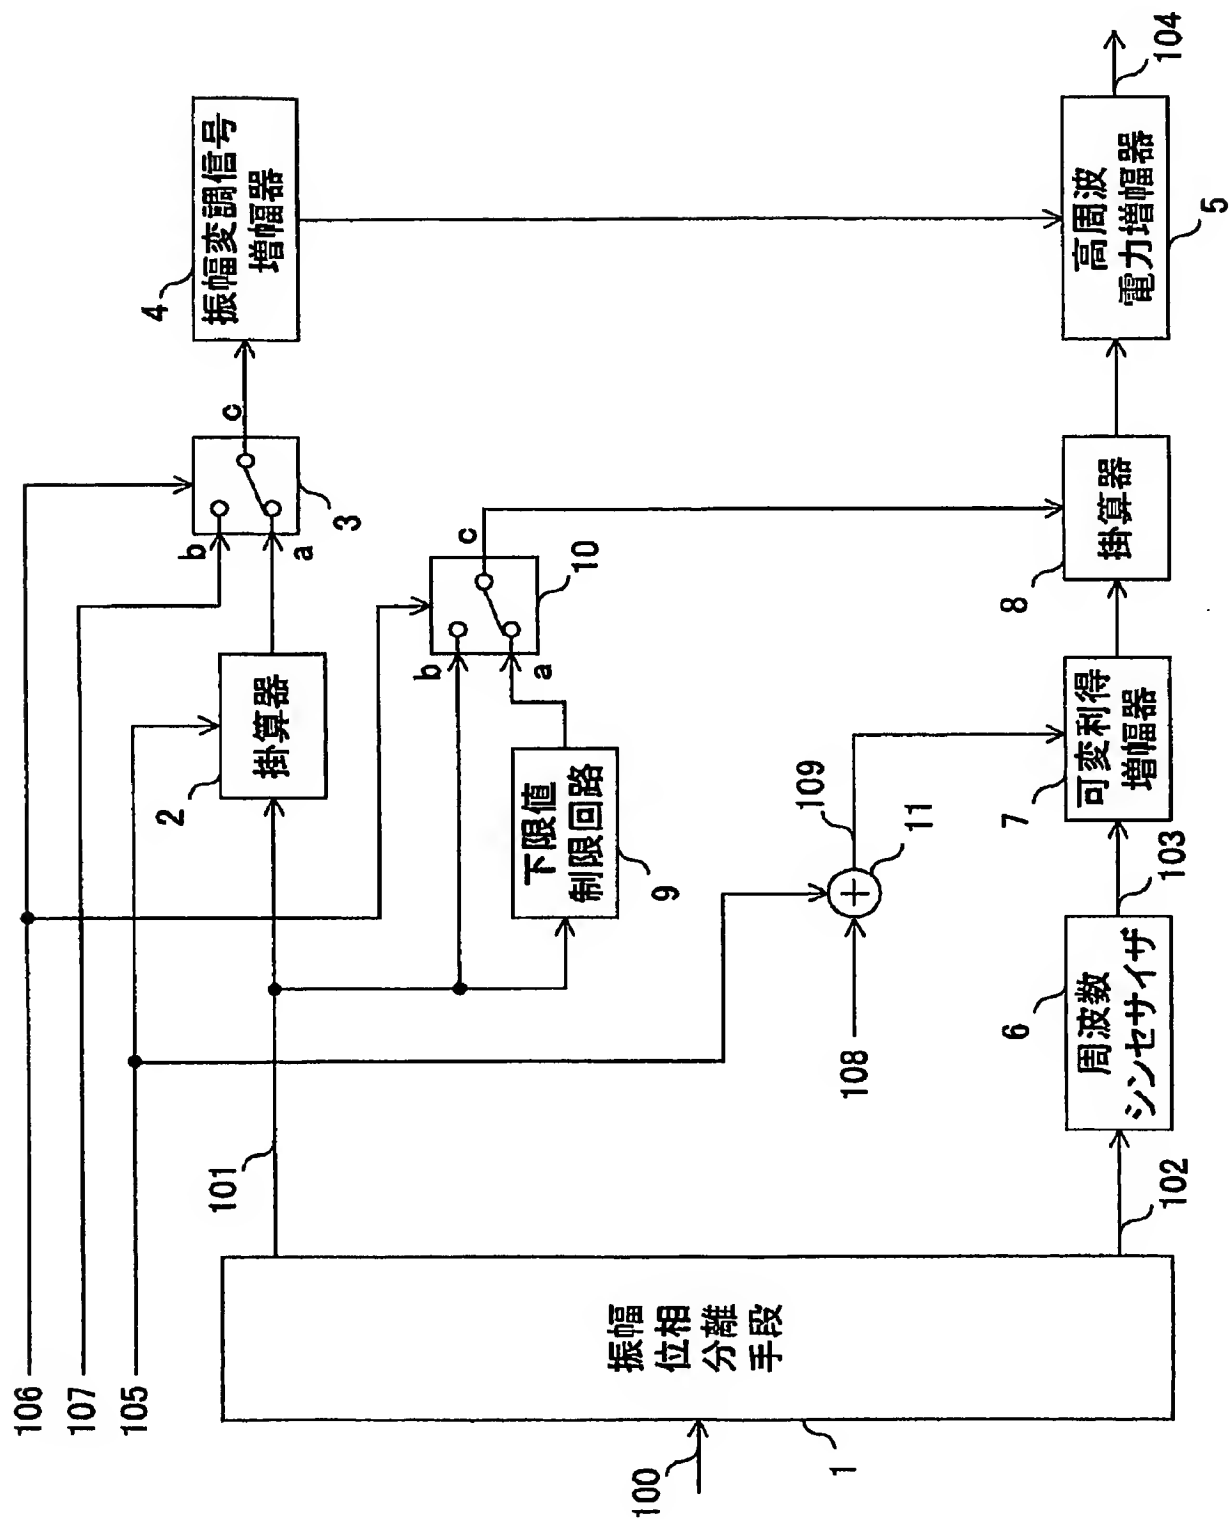 106
107
105
100
1
振幅
位相
分離
手段
101
102
2
掛算器
b
a
3
c
4
振幅変調信号
増幅器
9
下限値
制限回路
b
a
10
c
108
109
11
6
周波数
シンセサイザ
103
7
可変利得
増幅器
8
掛算器
5
高周波
電力増幅器
104